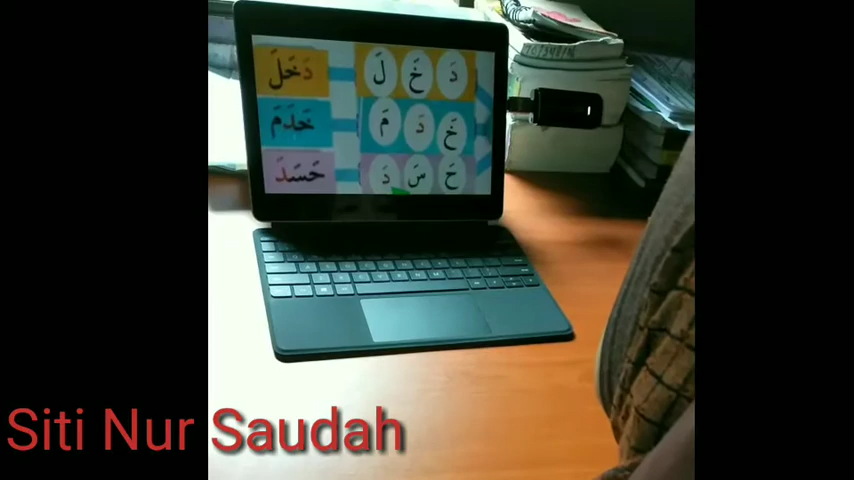 دَ خَ لَ دَخَلَ
خَ دَ مَ خَدَمَ
حَ سَ دَ حَسَدَ
Siti Nur Saudah